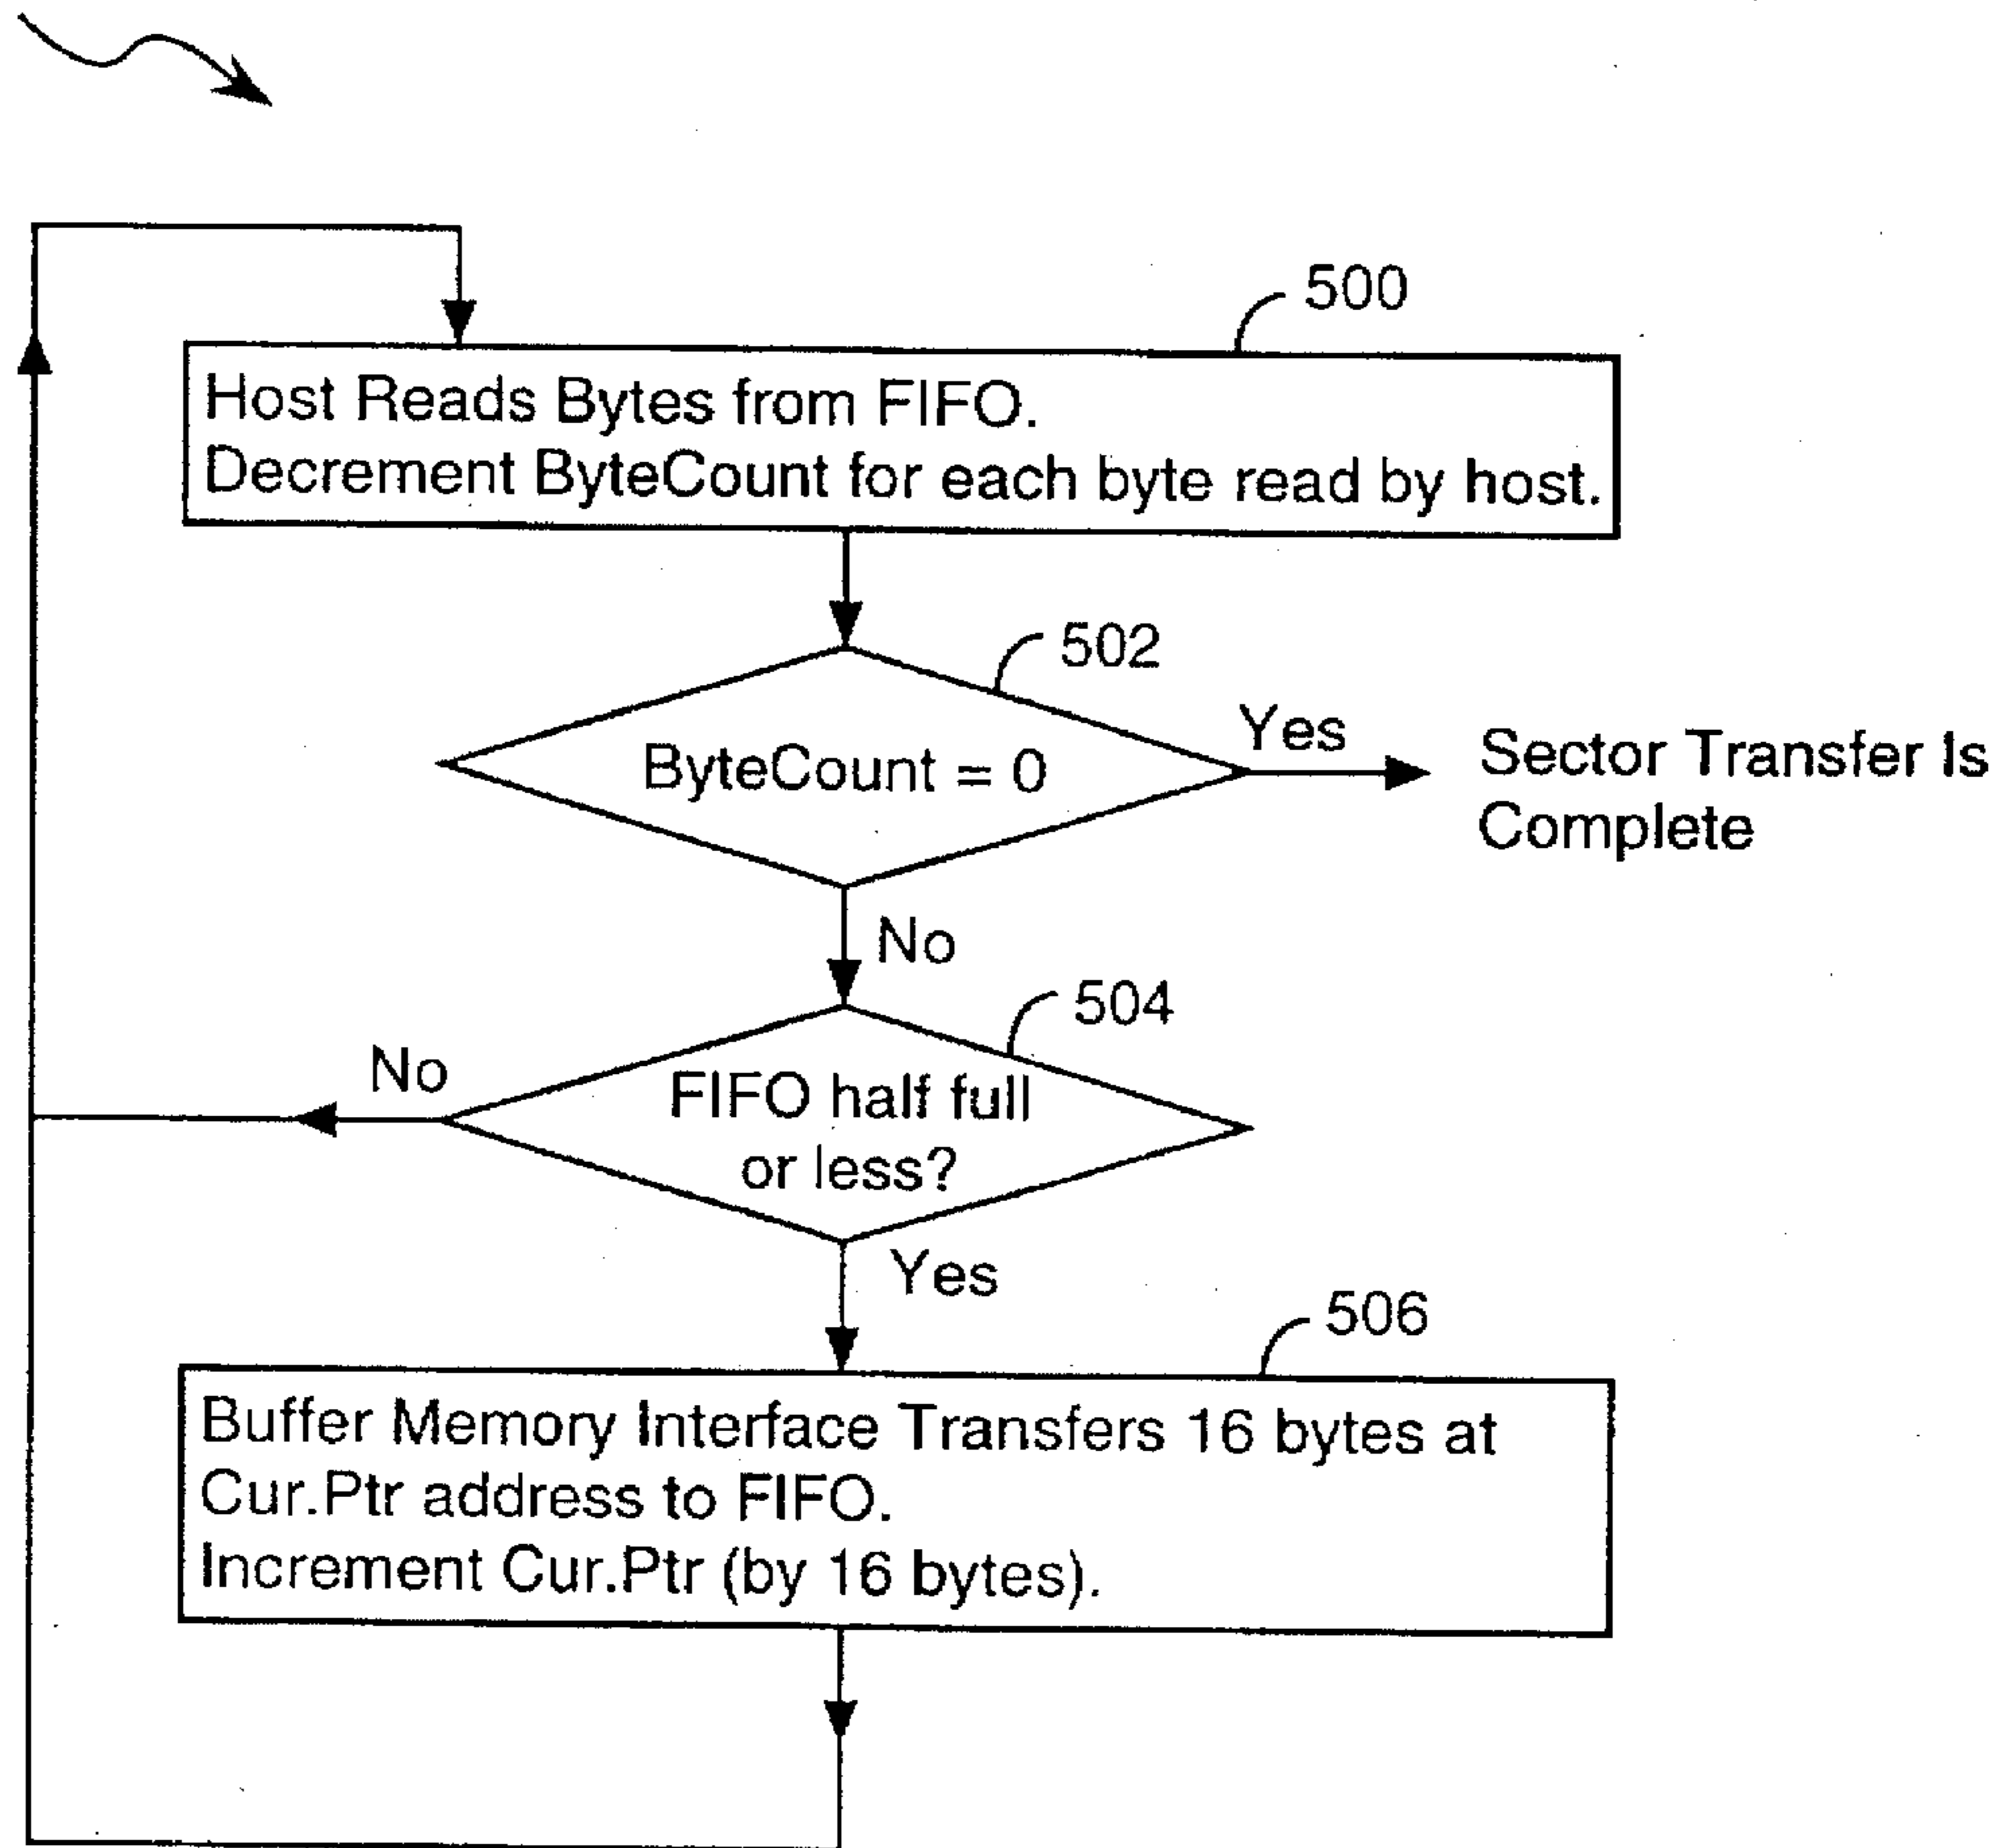 500
Host Reads Bytes from FIFO.
Decrement ByteCount for each byte read by host.
502
ByteCount = 0
Yes
Sector Transfer Is
Complete
No
504
FIFO half full
or less?
No
Yes
506
Buffer Memory Interface Transfers 16 bytes at
Cur.Ptr address to FIFO.
Increment Cur.Ptr (by 16 bytes).